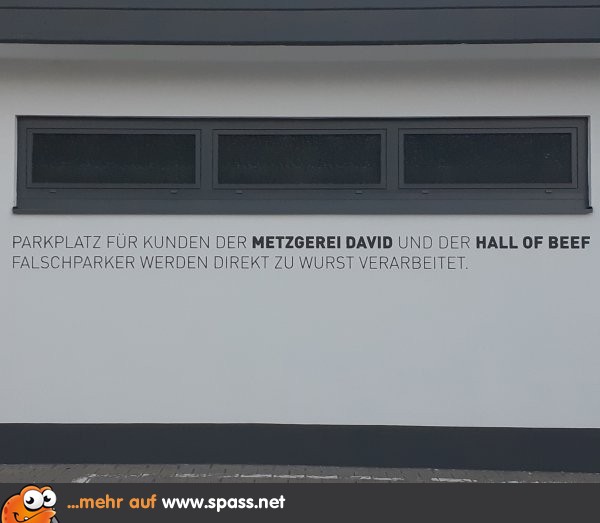 PARKPLATZ FÜR KUNDEN DER METZGEREI DAVID UND DER HALL OF BEEF
FALSCHPARKER WERDEN DIREKT ZU WURST VERARBEITET.
...mehr auf www.spass.net